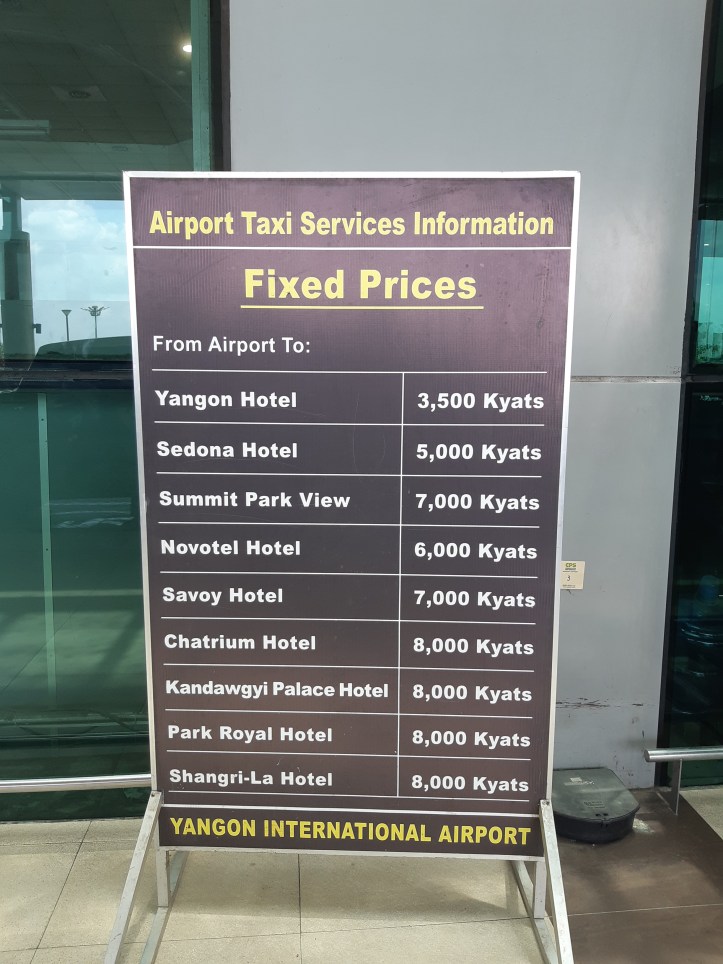 Airport Taxi Services Information
Fixed Prices
From Airport To:
Yangon Hotel 3,500 Kyats
Sedona Hotel 5,000 Kyats
Summit Park View 7,000 Kyats
Novotel Hotel 6,000 Kyats
Savoy Hotel 7,000 Kyats
Chatrium Hotel 8,000 Kyats
Kandawgyi Palace Hotel 8,000 Kyats
Park Royal Hotel 8,000 Kyats
Shangri-La Hotel 8,000 Kyats
YANGON INTERNATIONAL AIRPORT